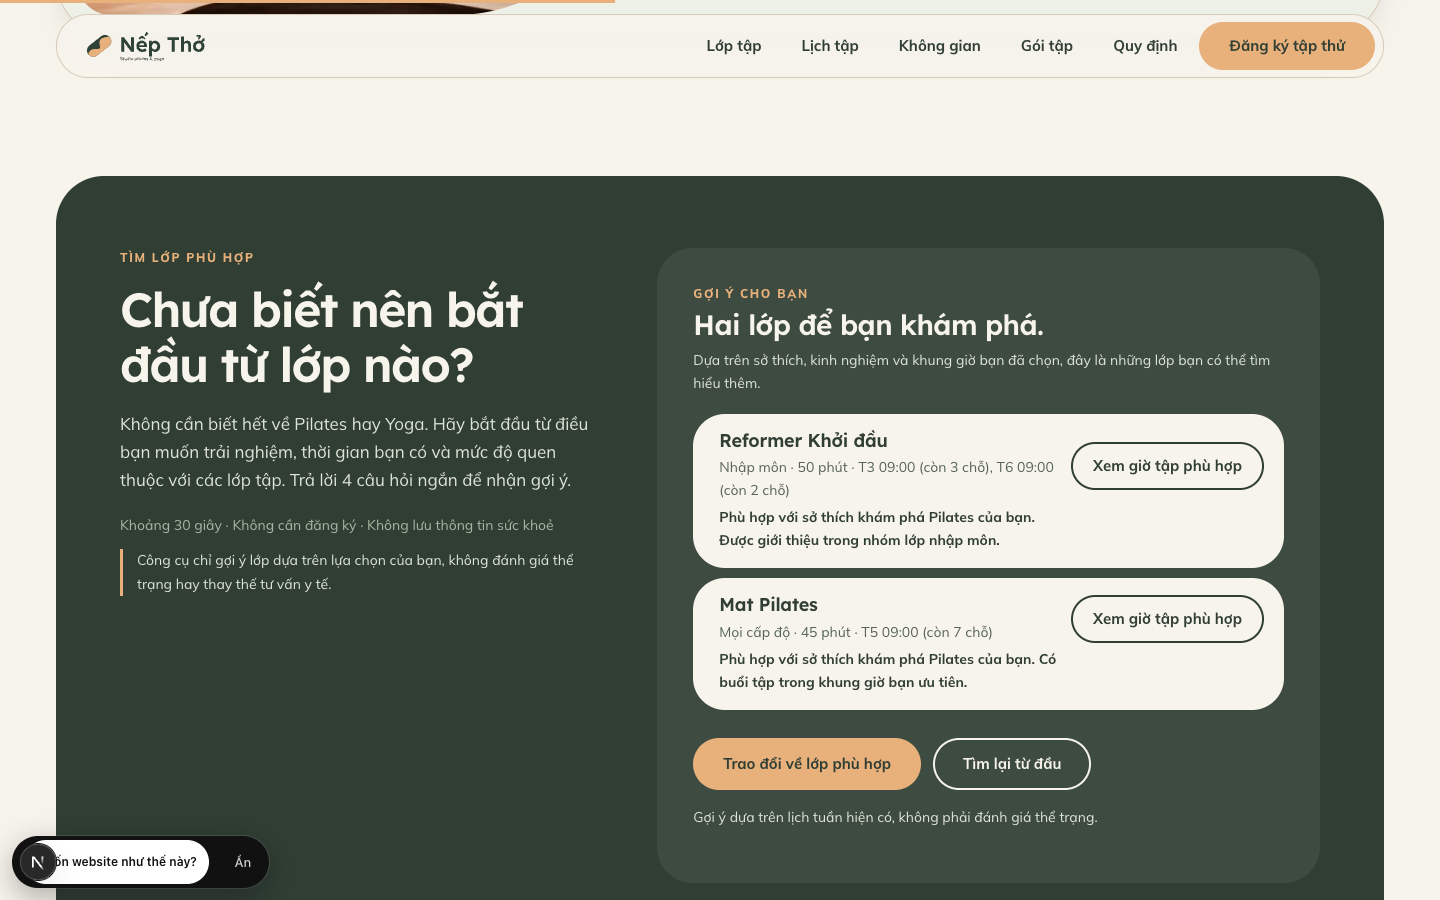 Nếp Thở
Studio pilates & yoga
Lớp tập
Lịch tập
Không gian
Gói tập
Quy định
Đăng ký tập thử
TÌM LỚP PHÙ HỢP
Chưa biết nên bắt
đầu từ lớp nào?
Không cần biết hết về Pilates hay Yoga. Hãy bắt đầu từ điều
bạn muốn trải nghiệm, thời gian bạn có và mức độ quen
thuộc với các lớp tập. Trả lời 4 câu hỏi ngắn để nhận gợi ý.
Khoảng 30 giây · Không cần đăng ký · Không lưu thông tin sức khoẻ
Công cụ chỉ gợi ý lớp dựa trên lựa chọn của bạn, không đánh giá thể
trạng hay thay thế tư vấn y tế.
GỢI Ý CHO BẠN
Hai lớp để bạn khám phá.
Dựa trên sở thích, kinh nghiệm và khung giờ bạn đã chọn, đây là những lớp bạn có thể tìm
hiểu thêm.
Reformer Khởi đầu
Nhập môn · 50 phút · T3 09:00 (còn 3 chỗ), T6 09:00
(còn 2 chỗ)
Phù hợp với sở thích khám phá Pilates của bạn.
Được giới thiệu trong nhóm lớp nhập môn.
Xem giờ tập phù hợp
Mat Pilates
Mọi cấp độ · 45 phút · T5 09:00 (còn 7 chỗ)
Phù hợp với sở thích khám phá Pilates của bạn. Có
buổi tập trong khung giờ bạn ưu tiên.
Xem giờ tập phù hợp
Trao đổi về lớp phù hợp
Tìm lại từ đầu
Gợi ý dựa trên lịch tuần hiện có, không phải đánh giá thể trạng.
N
ốn website như thế này?
Ẩn